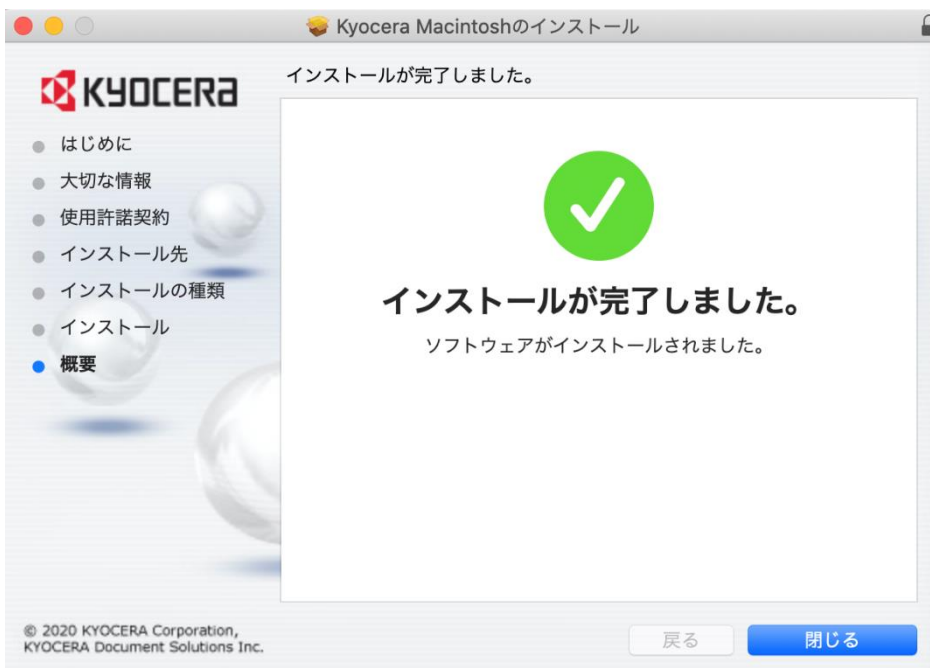 Kyocera Macintoshのインストール
KYOCERA
インストールが完了しました。
はじめに
大切な情報
使用許諾契約
インストール先
インストールの種類
インストール
概要
インストールが完了しました。
ソフトウェアがインストールされました。
© 2020 KYOCERA Corporation,
KYOCERA Document Solutions Inc.
戻る
閉じる